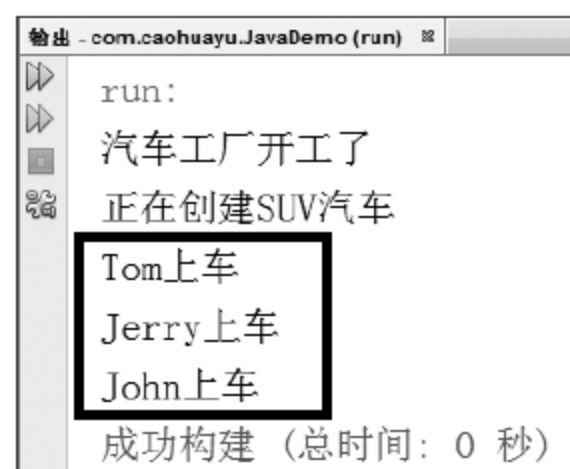 输出 - com.caohuayu.JavaDemo (run)
run:
汽车工厂开工了
正在创建SUV汽车
Tom上车
Jerry上车
John上车
成功构建 (总时间: 0 秒)